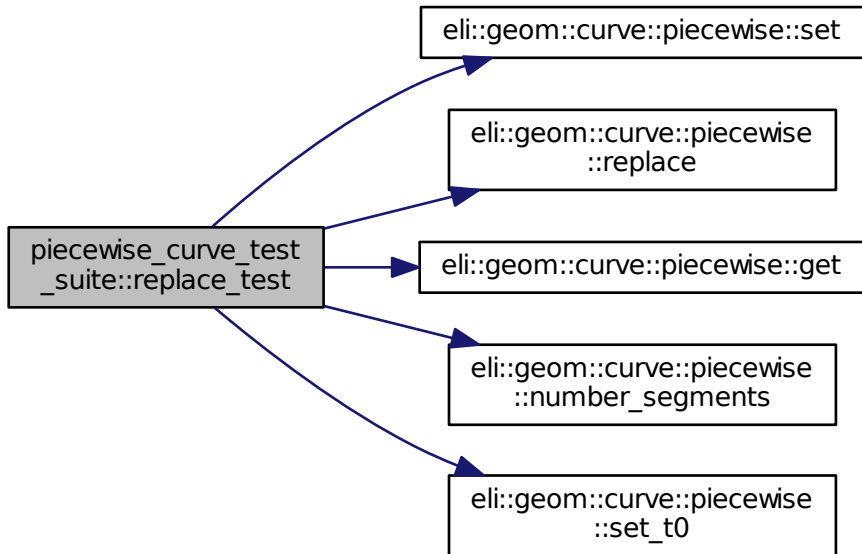 eli::geom::curve::piecewise::set
eli::geom::curve::piecewise
::replace
piecewise_curve_test
_suite::replace_test
eli::geom::curve::piecewise::get
eli::geom::curve::piecewise
::number_segments
eli::geom::curve::piecewise
::set_t0